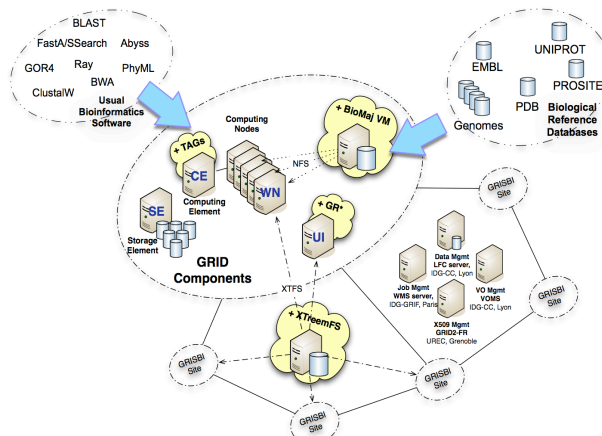 BLAST
FastA/SSearch
Abyss
GOR4
Ray
PhyML
BWA
ClustalW
Usual
Bioinformatics
Software
UNIPROT
EMBL
PROSITE
PDB
Genomes
Biological
Reference
Databases
Computing
Nodes
+ BioMaj VM
+ TAGs
NFS
CE
WN
Computing
Element
+ GR*
SE
UI
Storage
Element
GRID
Components
XTFS
+ XTreemFS
Data Mgmt
LFC server,
IDG-CC, Lyon
Job Mgmt
WMS server,
IDG-GRIF, Paris
VO Mgmt
VOMS
IDG-CC, Lyon
X509 Mgmt
GRID2-FR
UREC, Grenoble
GRISBI
Site
GRISBI
Site
GRISBI
Site
GRISBI
Site
GRISBI
Site